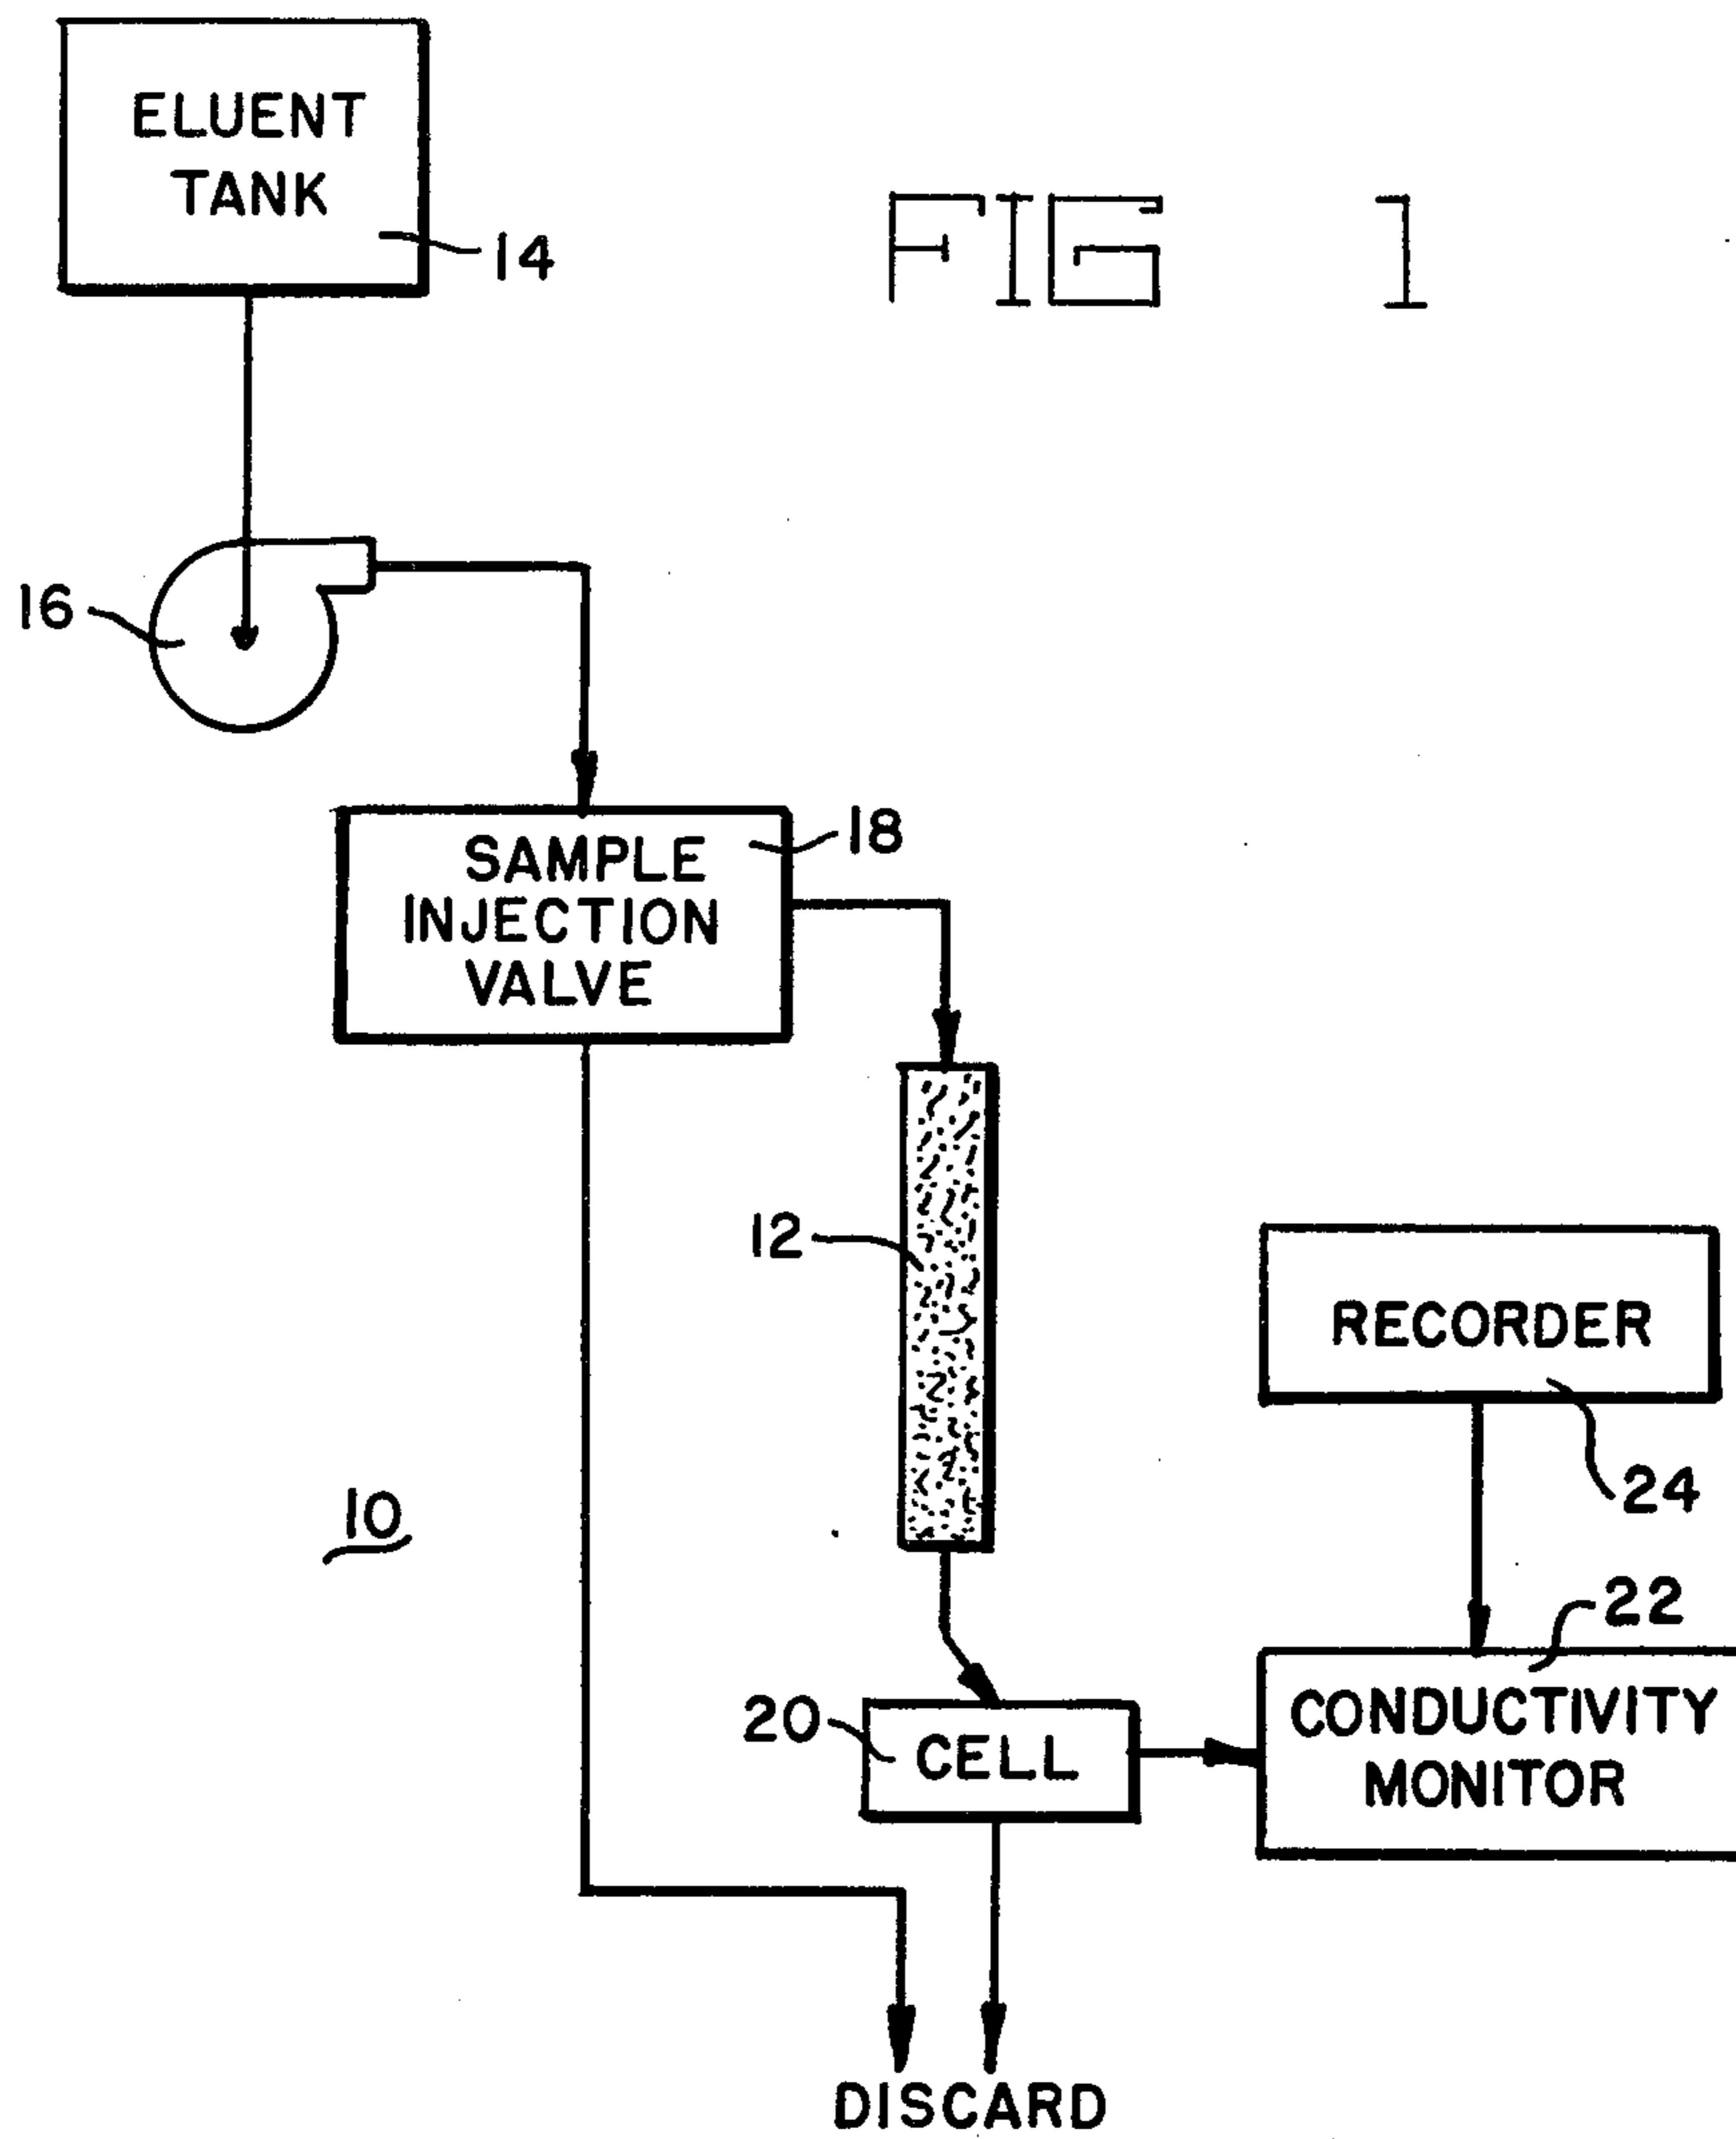 ELUENT
TANK
14
FIG 1
16
SAMPLE
INJECTION
VALVE
18
12
RECORDER
24
10
22
20
CELL
CONDUCTIVITY
MONITOR
DISCARD